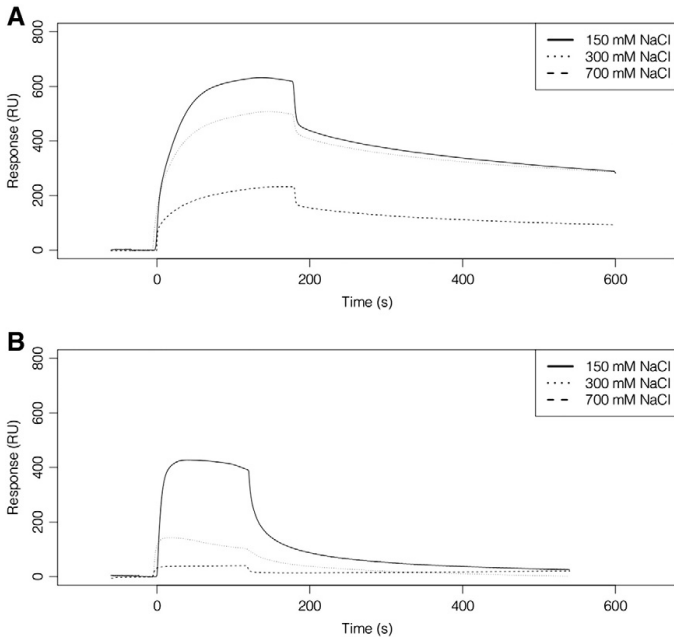 A
800
600
400
200
0
Response (RU)
150 mM NaCl
300 mM NaCl
700 mM NaCl
0 200 400 600
Time (s)
B
800
600
400
200
0
Response (RU)
150 mM NaCl
300 mM NaCl
700 mM NaCl
0 200 400 600
Time (s)